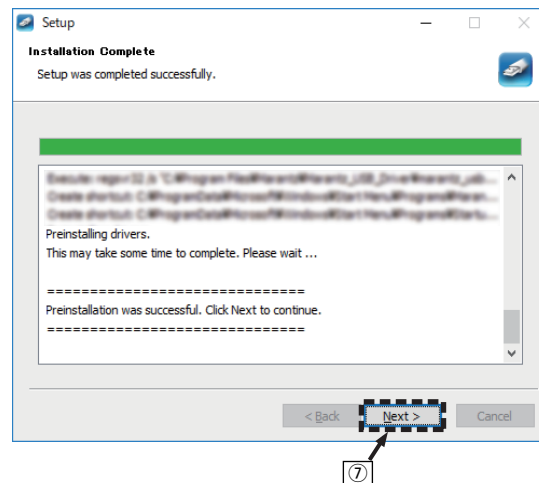 Setup
Installation Complete
Setup was completed successfully.
Preinstalling drivers.
This may take some time to complete. Please wait ...
==============================
Preinstallation was successful. Click Next to continue.
==============================
< Back
Next >
Cancel
⑦